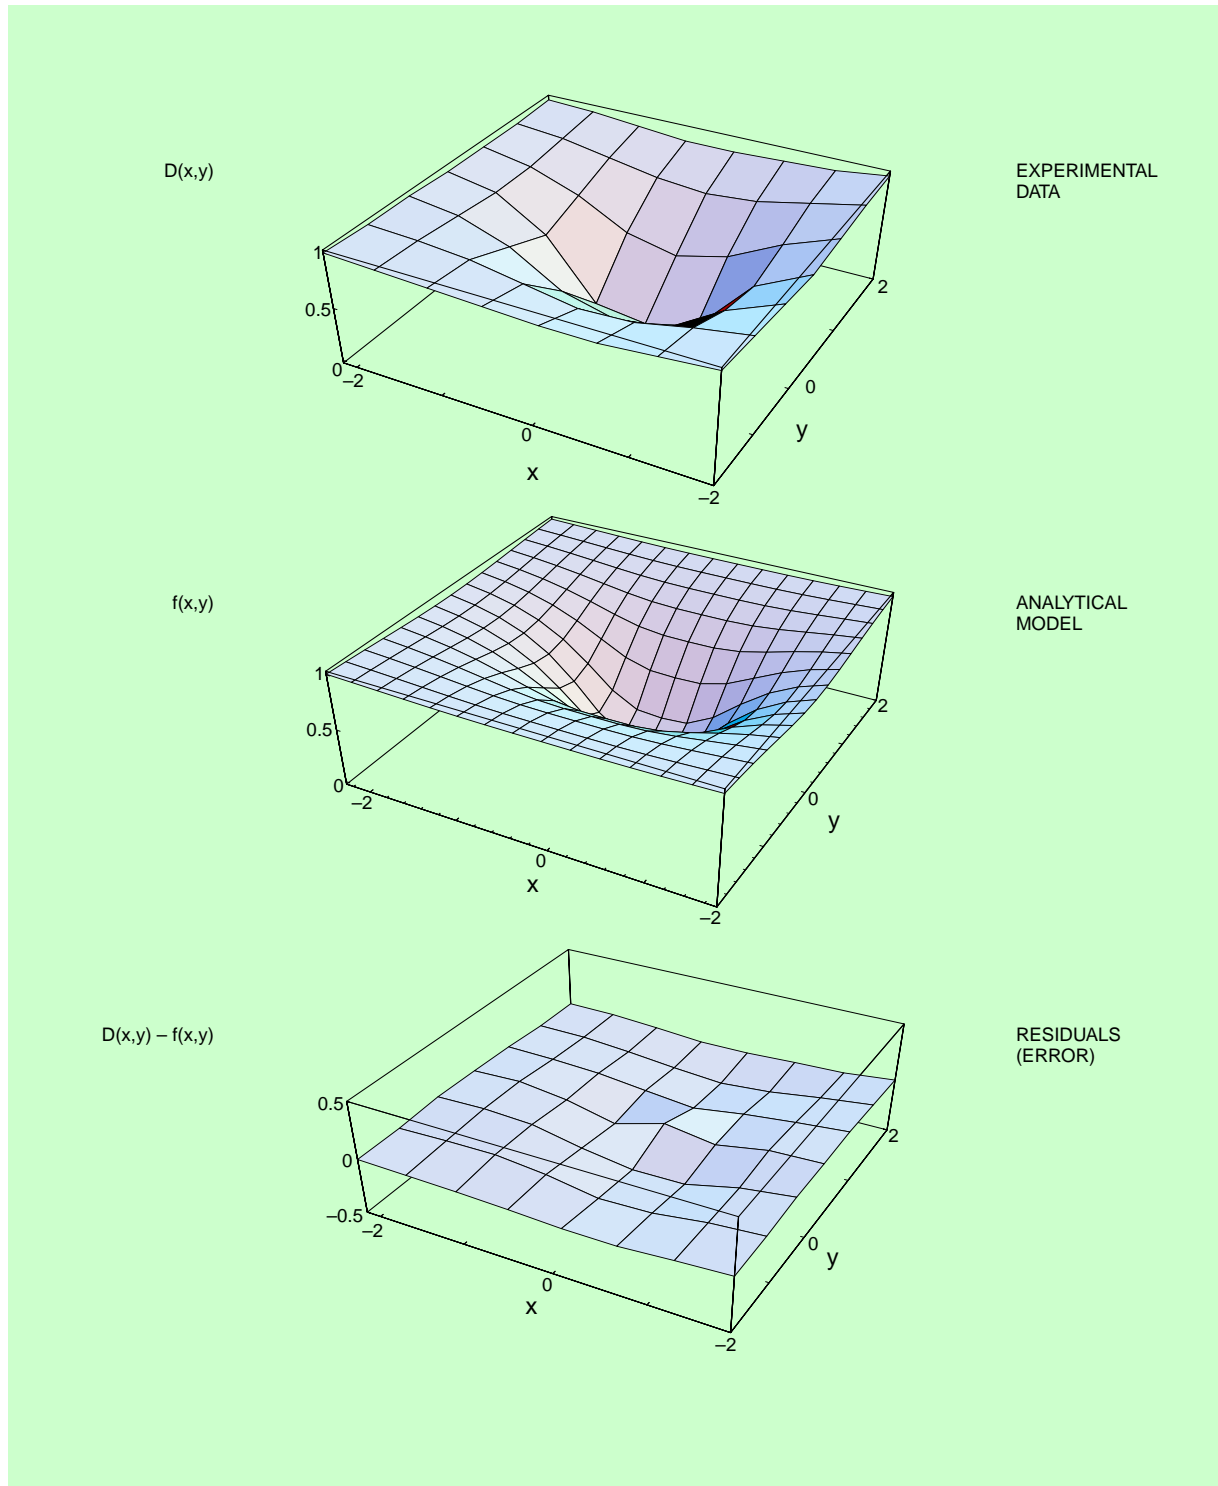 D(x,y)
EXPERIMENTAL
DATA
1
0.5
0
–2
0
x
–2
0
y
2
f(x,y)
ANALYTICAL
MODEL
1
0.5
0
–2
0
x
–2
0
y
2
D(x,y) – f(x,y)
RESIDUALS
(ERROR)
0.5
0
–0.5
–2
0
x
–2
0
y
2